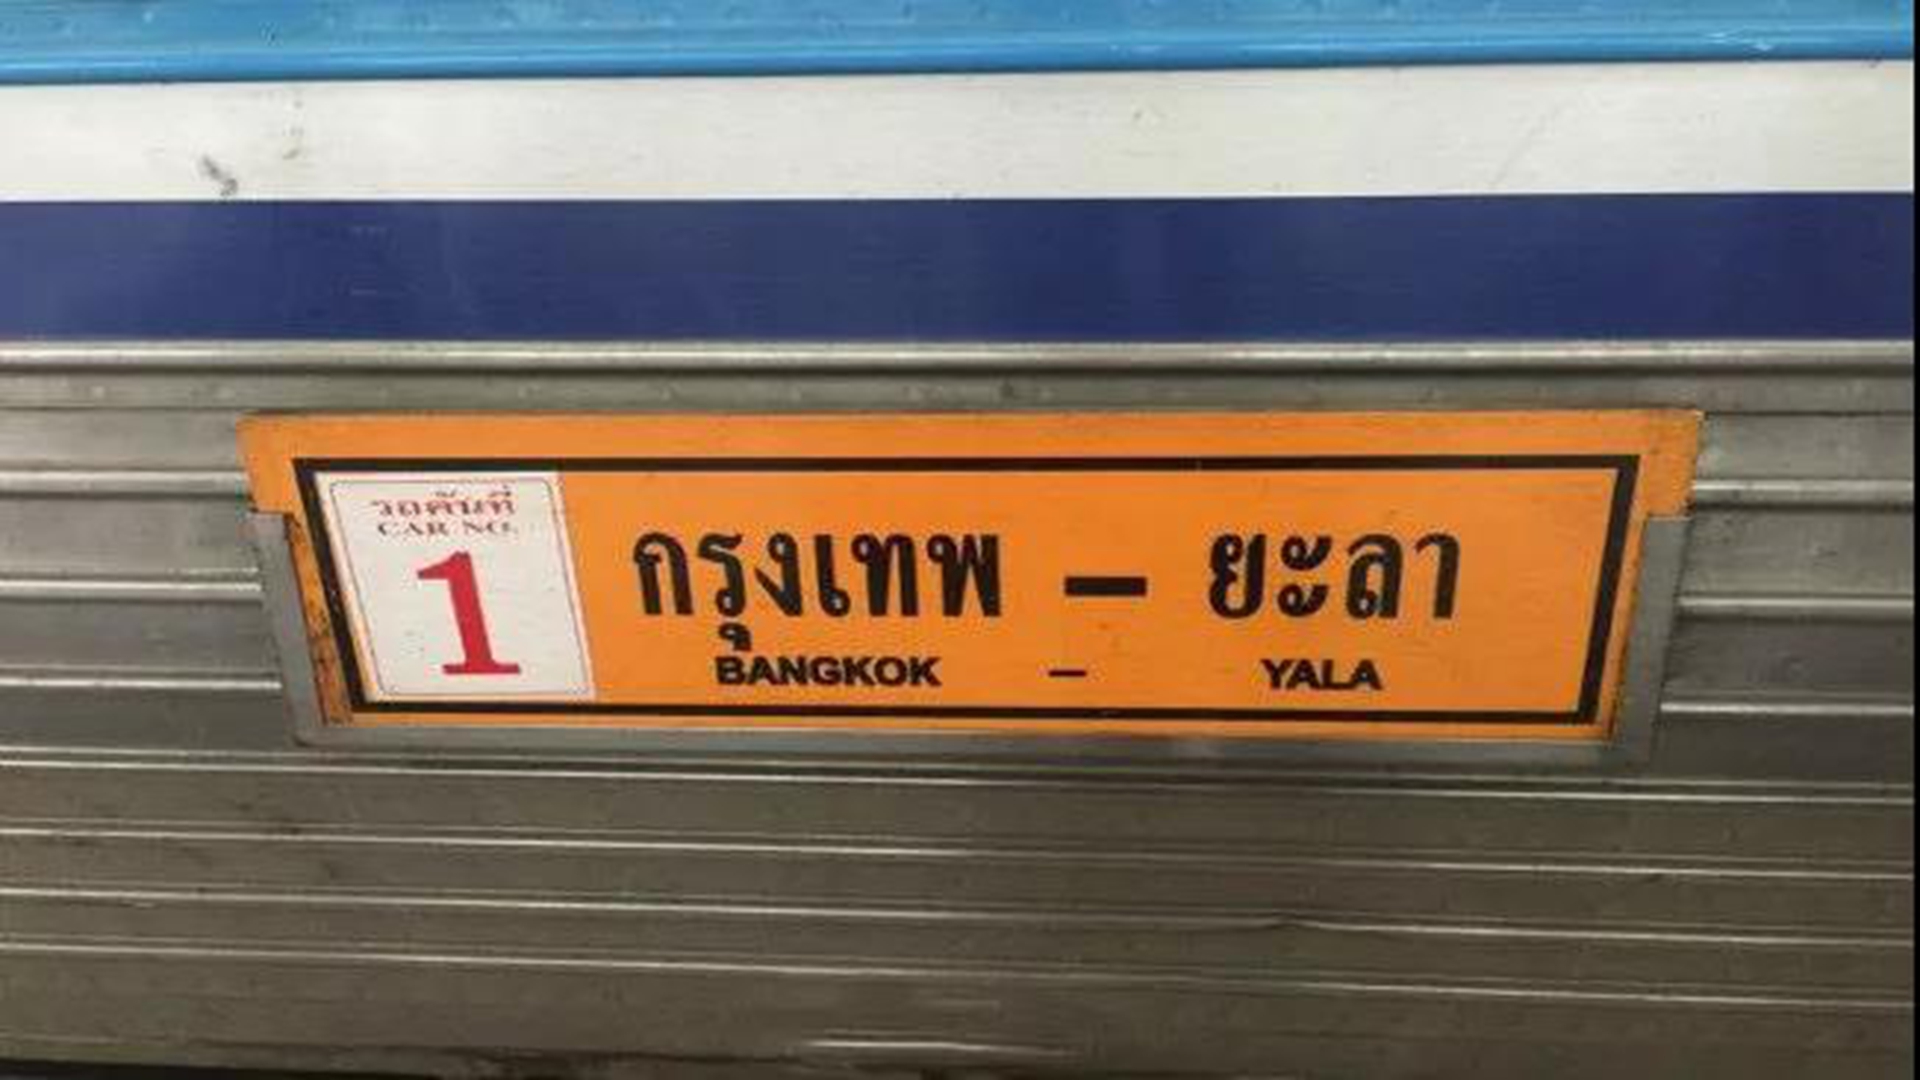 รถคันที่
CAR NO.
1
กรุงเทพ – ยะลา
BANGKOK – YALA